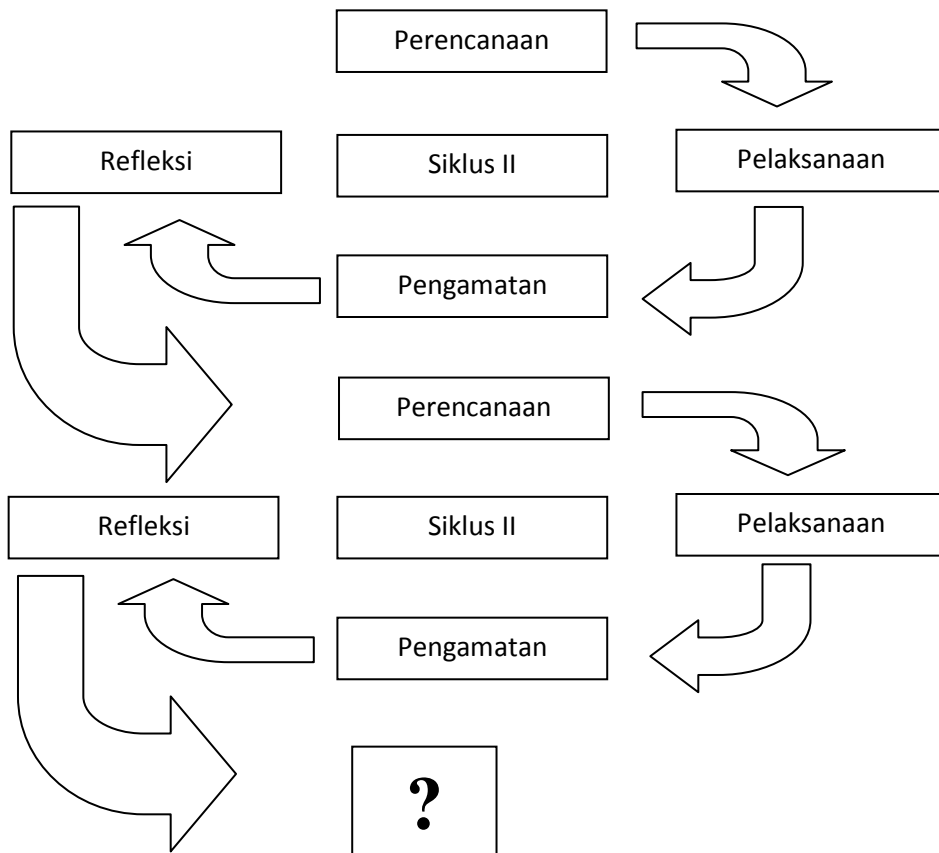 Perencanaan
Refleksi
Siklus II
Pelaksanaan
Pengamatan
Perencanaan
Refleksi
Siklus II
Pelaksanaan
Pengamatan
?